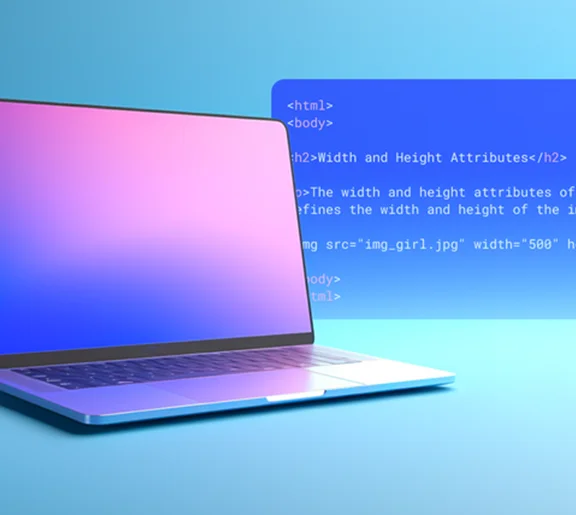 <html>
<body>
h2>Width and Height Attributes</h2>
p>The width and height attributes of
efines the width and height of the
mg src="img_girl.jpg" width="500"
body>
tml>